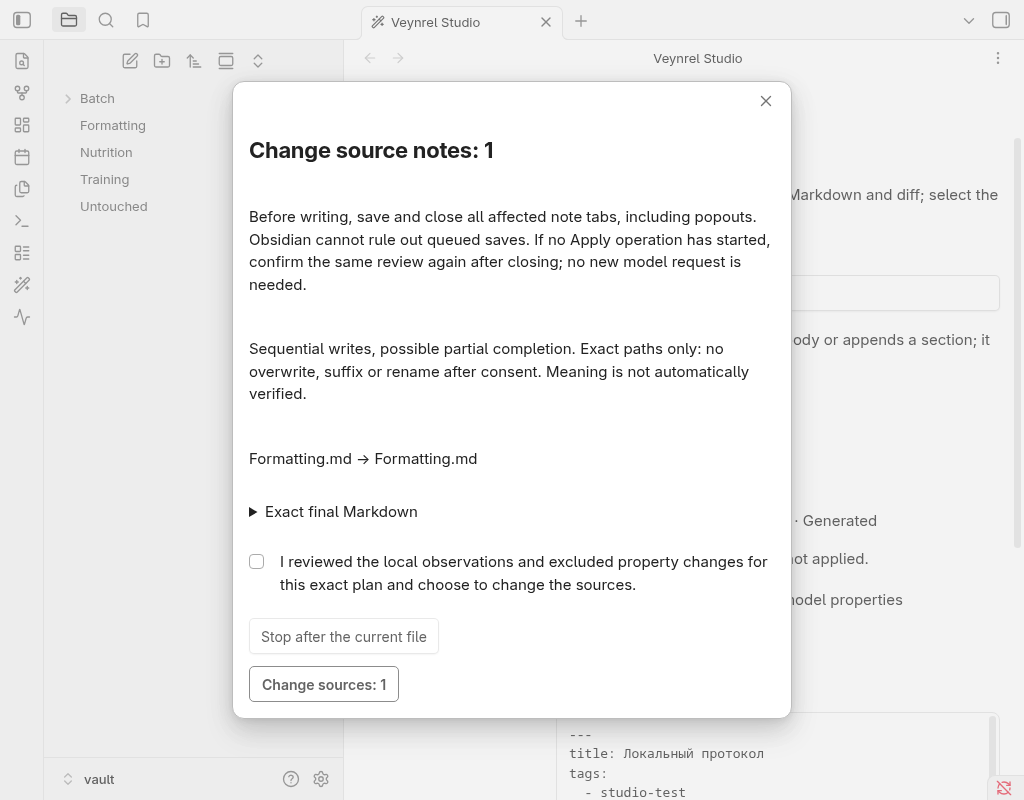 Veynrel Studio
Veynrel Studio
Batch
Formatting
Nutrition
Training
Untouched
Markdown and diff; select the
ody or appends a section; it
· Generated
not applied.
model properties
Change source notes: 1
Before writing, save and close all affected note tabs, including popouts.
Obsidian cannot rule out queued saves. If no Apply operation has started,
confirm the same review again after closing; no new model request is
needed.
Sequential writes, possible partial completion. Exact paths only: no
overwrite, suffix or rename after consent. Meaning is not automatically
verified.
Formatting.md → Formatting.md
Exact final Markdown
I reviewed the local observations and excluded property changes for
this exact plan and choose to change the sources.
Stop after the current file
Change sources: 1
---
title: Локальный протокол
tags:
- studio-test
vault